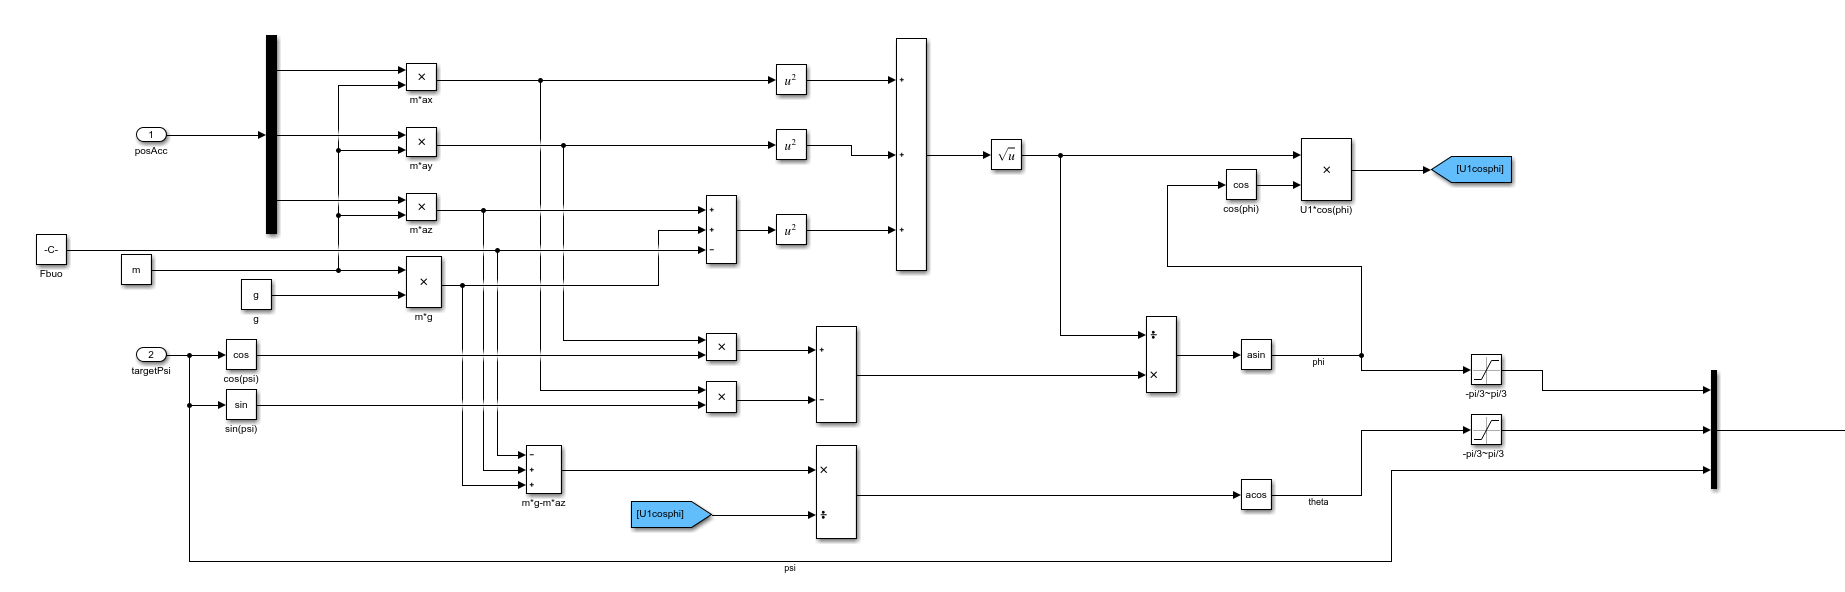 ×
m*ax
u²
+
1
posAcc
×
m*ay
u²
+
√u
×
U1*cos(phi)
[U1cosphi]
cos
cos(phi)
×
m*az
+
+
−
u²
+
-C-
Fbuo
m
×
m*g
g
g
2
targetPsi
cos
cos(psi)
×
+
÷
×
asin
phi
-pi/3~pi/3
sin
sin(psi)
×
−
-pi/3~pi/3
−
+
+
m*g-m*az
×
÷
[U1cosphi]
acos
theta
psi